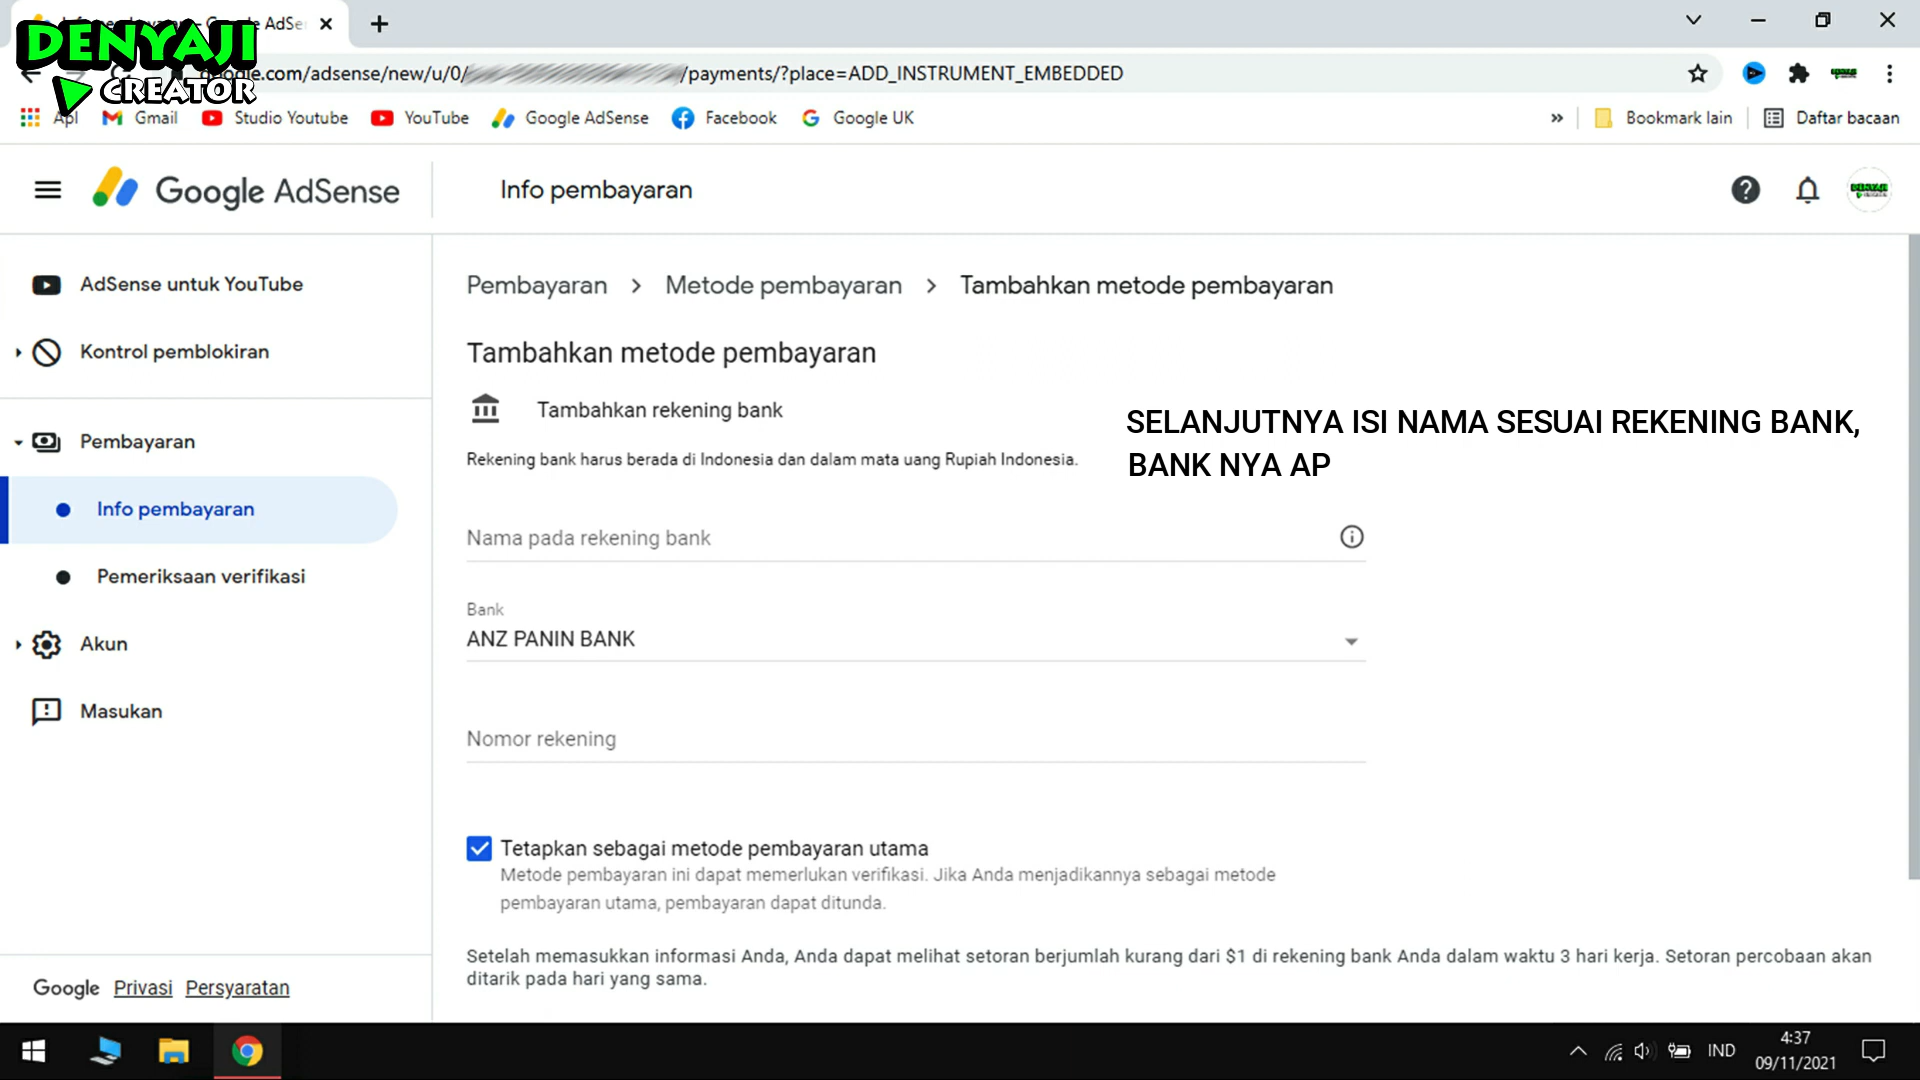 DENYAJI
CREATOR
google.com/adsense/new/u/0/
/payments/?place=ADD_INSTRUMENT_EMBEDDED
Apl
Gmail
Studio Youtube
YouTube
Google AdSense
Facebook
Google UK
»
Bookmark lain
Daftar bacaan
Google AdSense
Info pembayaran
AdSense untuk YouTube
Kontrol pemblokiran
Pembayaran
Info pembayaran
Pemeriksaan verifikasi
Akun
Masukan
Google Privasi Persyaratan
Pembayaran > Metode pembayaran > Tambahkan metode pembayaran
Tambahkan metode pembayaran
Tambahkan rekening bank
Rekening bank harus berada di Indonesia dan dalam mata uang Rupiah Indonesia.
SELANJUTNYA ISI NAMA SESUAI REKENING BANK,
BANK NYA AP
Nama pada rekening bank
Bank
ANZ PANIN BANK
Nomor rekening
Tetapkan sebagai metode pembayaran utama
Metode pembayaran ini dapat memerlukan verifikasi. Jika Anda menjadikannya sebagai metode
pembayaran utama, pembayaran dapat ditunda.
Setelah memasukkan informasi Anda, Anda dapat melihat setoran berjumlah kurang dari $1 di rekening bank Anda dalam waktu 3 hari kerja. Setoran percobaan akan
ditarik pada hari yang sama.
IND
4:37
09/11/2021